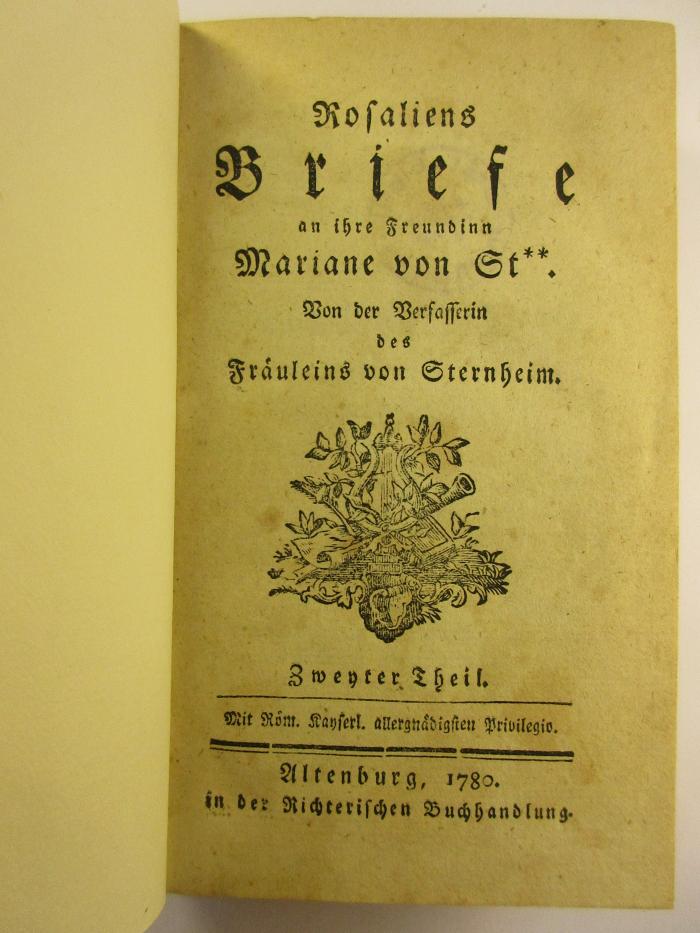 Roſaliens
Briefe
an ihre Freundinn
Mariane von St**.
Von der Verfaſſerin
des
Fräuleins von Sternheim.
Zweyter Theil.
Mit Röm. Kayſerl. allergnädigſten Privilegio.
Altenburg, 1780.
in der Richteriſchen Buchhandlung.